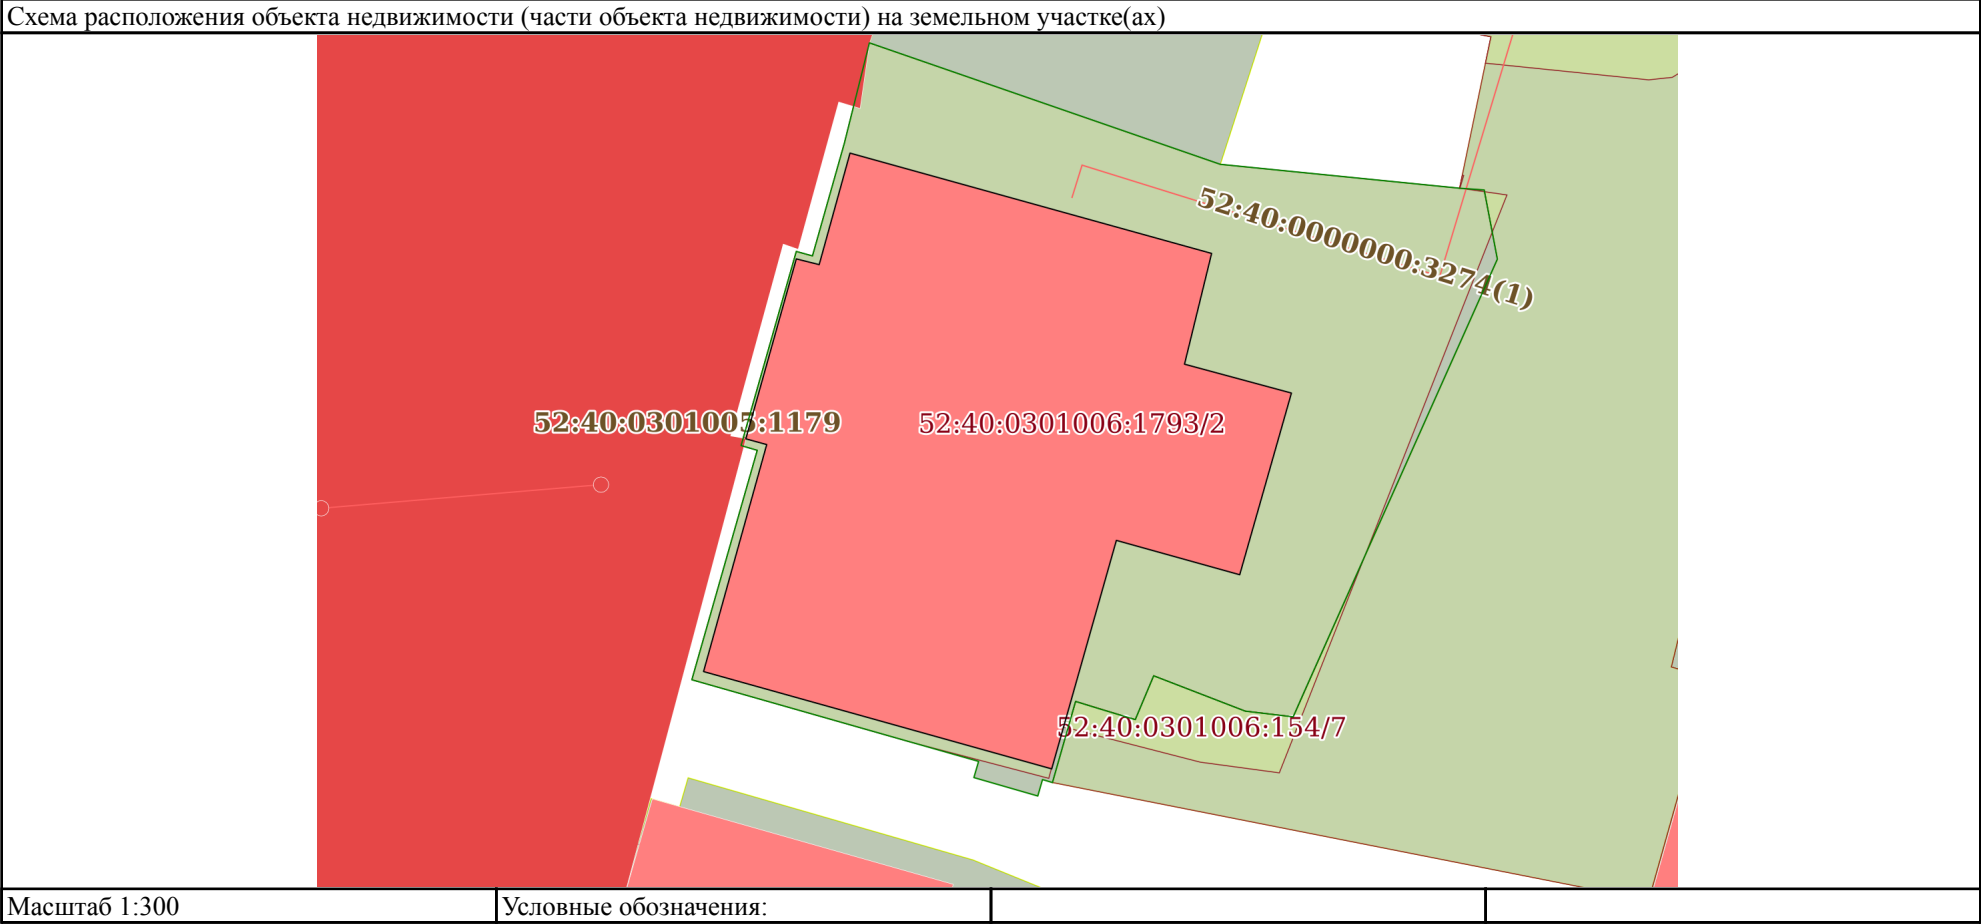 Схема расположения объекта недвижимости (части объекта недвижимости) на земельном участке(ах)
52:40:0000000:3274(1)
52:40:0301005:1179
52:40:0301006:1793/2
52:40:0301006:154/7
Масштаб 1:300
Условные обозначения: